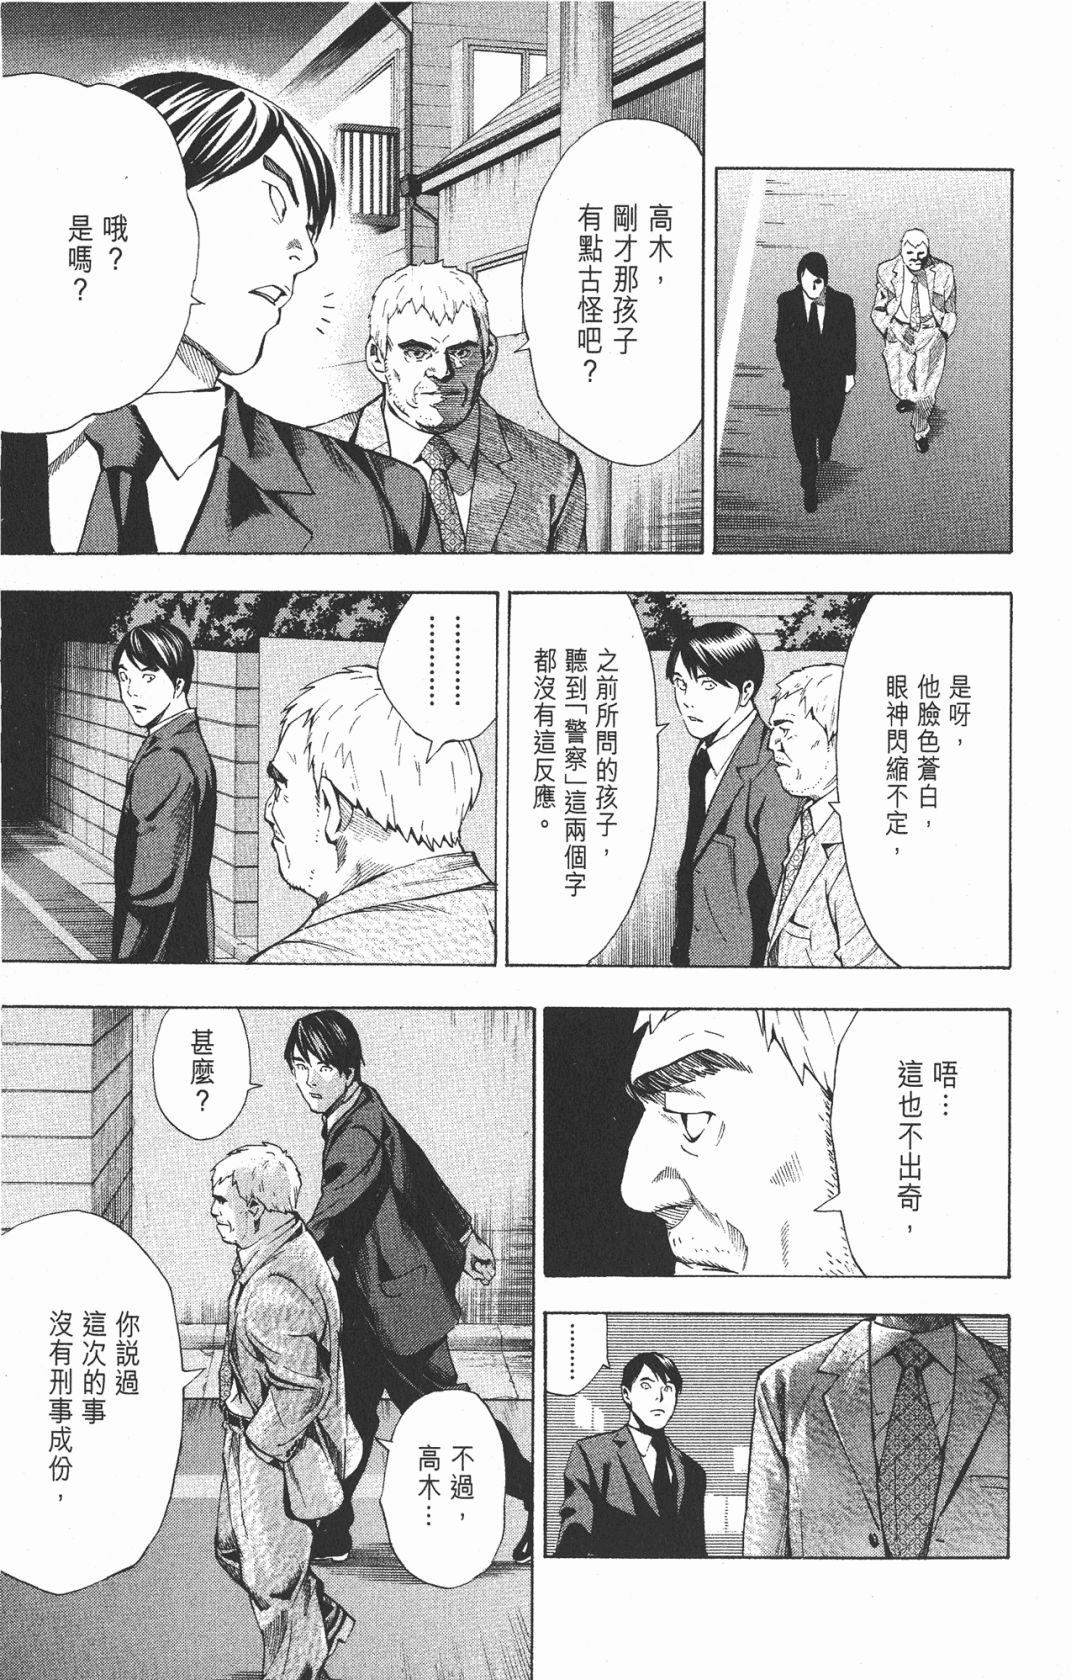 高木，
剛才那孩子
有點古怪吧？
哦？
是嗎？
是呀，
他臉色蒼白，
眼神閃縮不定，
之前所問的孩子，
聽到「警察」這兩個字
都沒有這反應。
…………
…………
唔…
這也不出奇，
………
甚麼？
不過，
高木…
你説過
這次的事
沒有刑事成份，